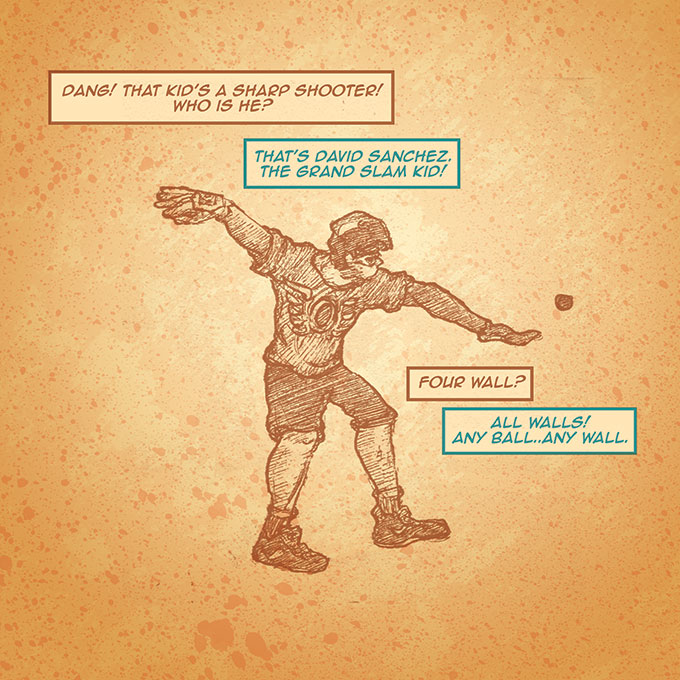 DANG! THAT KID'S A SHARP SHOOTER!
WHO IS HE?
THAT'S DAVID SANCHEZ.
THE GRAND SLAM KID!
FOUR WALL?
ALL WALLS!
ANY BALL..ANY WALL.